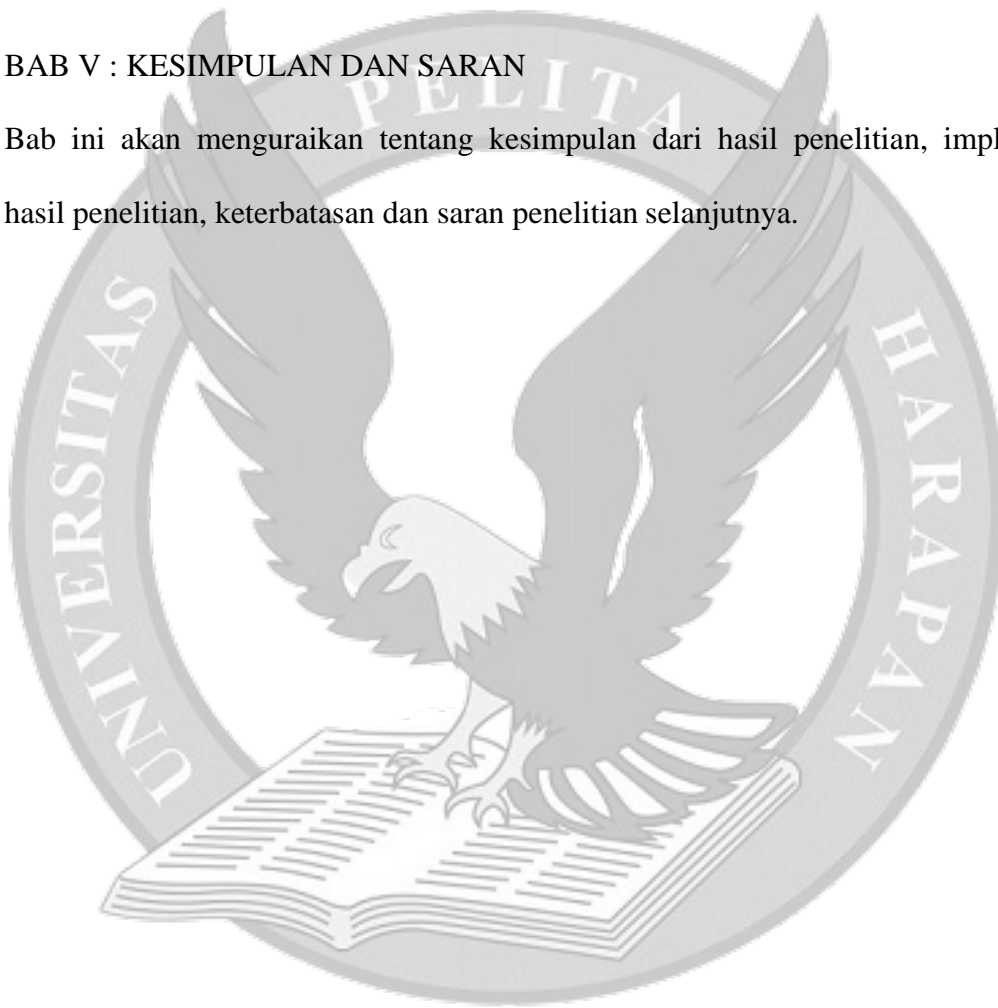 BAB V : KESIMPULAN DAN SARAN
Bab ini akan menguraikan tentang kesimpulan dari hasil penelitian, impl
hasil penelitian, keterbatasan dan saran penelitian selanjutnya.
UNIVERSITAS PELITA HARAPAN